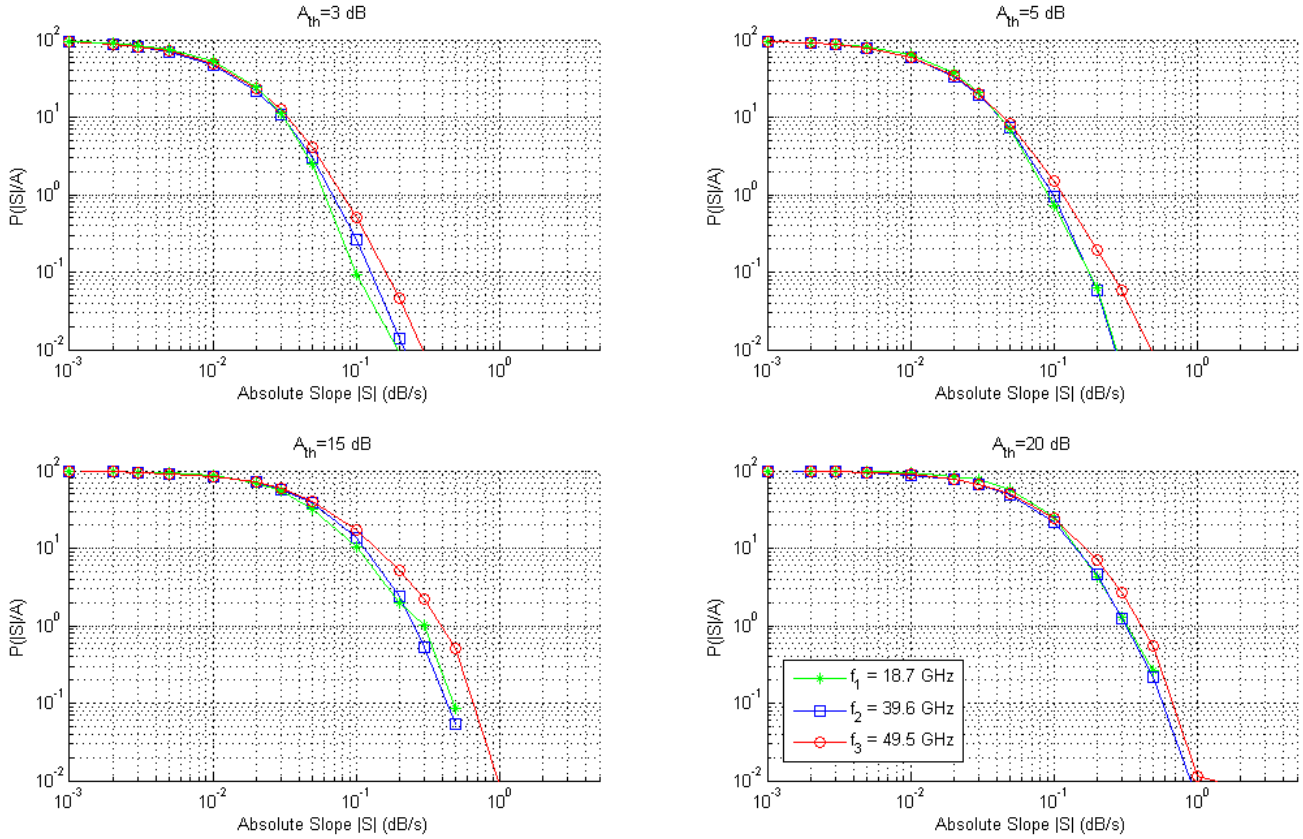 A_th=3 dB
10^2
10^1
10^0
10^-1
10^-2
P(|S|/A)
10^-3 10^-2 10^-1 10^0
Absolute Slope |S| (dB/s)
A_th=5 dB
10^2
10^1
10^0
10^-1
10^-2
P(|S|/A)
10^-3 10^-2 10^-1 10^0
Absolute Slope |S| (dB/s)
A_th=15 dB
10^2
10^1
10^0
10^-1
10^-2
P(|S|/A)
10^-3 10^-2 10^-1 10^0
Absolute Slope |S| (dB/s)
A_th=20 dB
10^2
10^1
10^0
10^-1
10^-2
P(|S|/A)
f_1 = 18.7 GHz
f_2 = 39.6 GHz
f_3 = 49.5 GHz
10^-3 10^-2 10^-1 10^0
Absolute Slope |S| (dB/s)